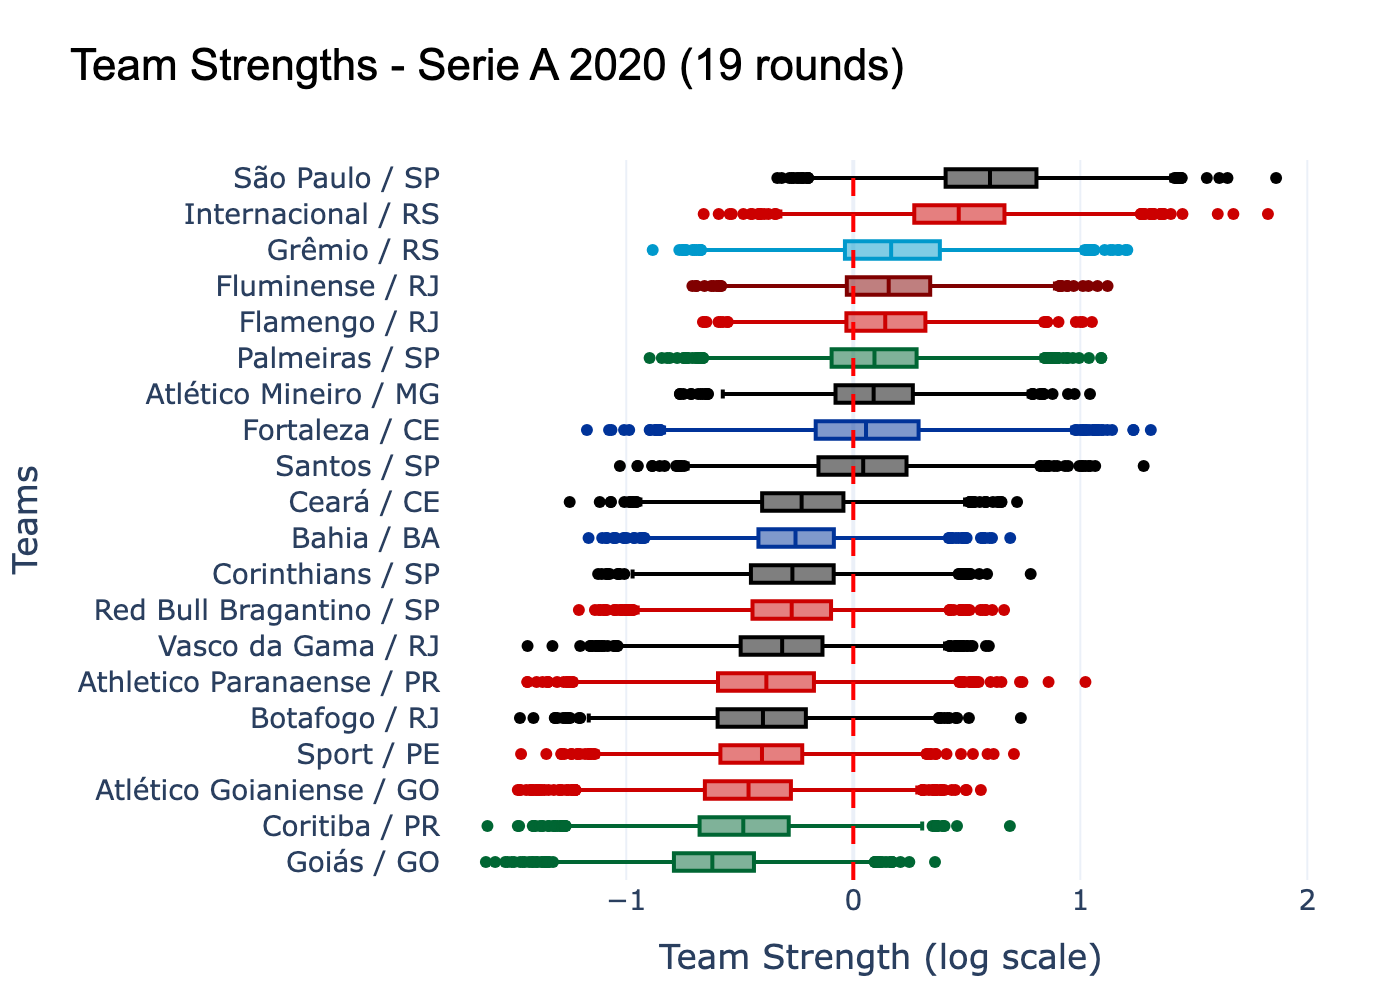 Team Strengths - Serie A 2020 (19 rounds)
São Paulo / SP
Internacional / RS
Grêmio / RS
Fluminense / RJ
Flamengo / RJ
Palmeiras / SP
Atlético Mineiro / MG
Fortaleza / CE
Santos / SP
Ceará / CE
Bahia / BA
Corinthians / SP
Red Bull Bragantino / SP
Vasco da Gama / RJ
Athletico Paranaense / PR
Botafogo / RJ
Sport / PE
Atlético Goianiense / GO
Coritiba / PR
Goiás / GO
Teams
−1 0 1 2
Team Strength (log scale)